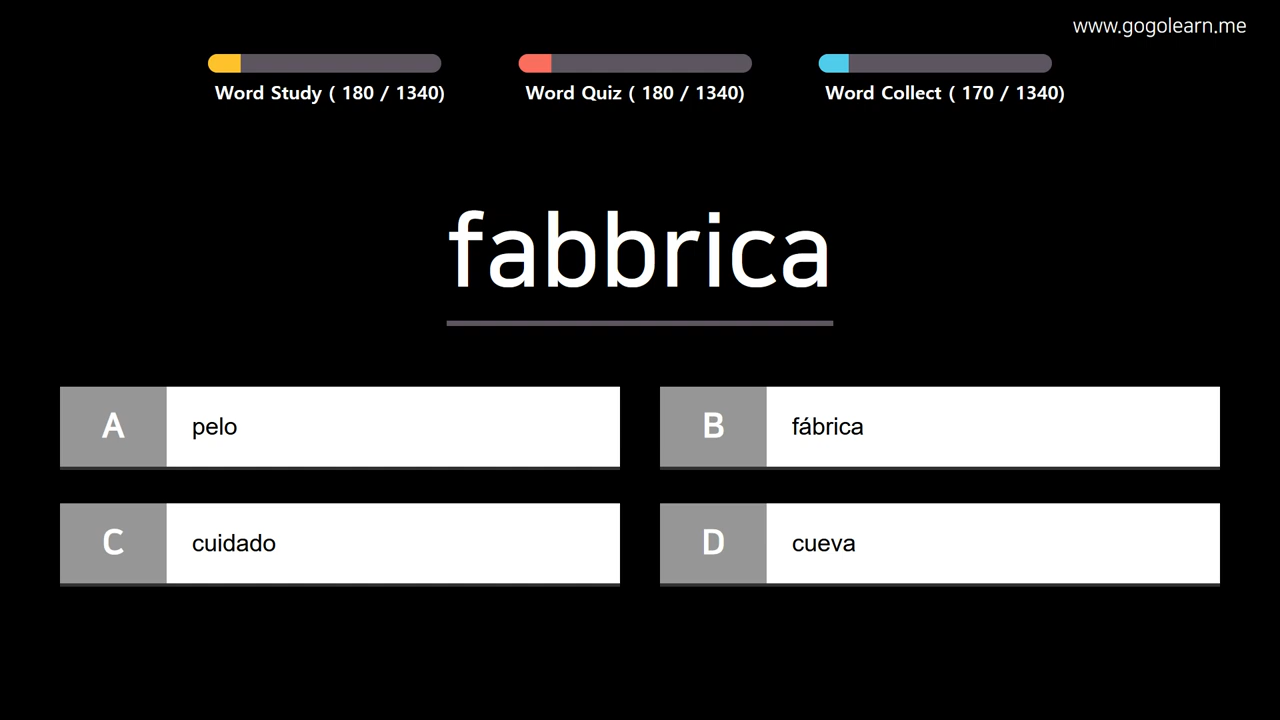 www.gogolearn.me
Word Study ( 180 / 1340)
Word Quiz ( 180 / 1340)
Word Collect ( 170 / 1340)
fabbrica
A
pelo
B
fábrica
C
cuidado
D
cueva